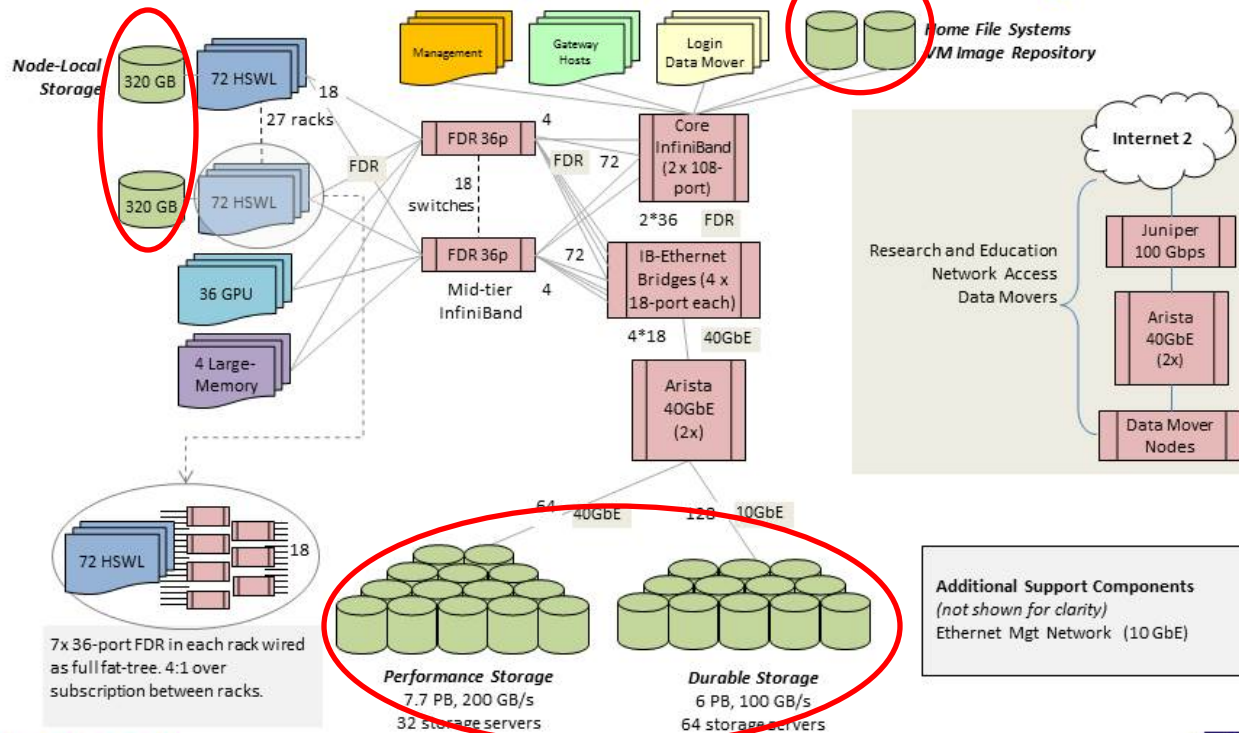 Management
Gateway
Hosts
Login
Data Mover
Home File Systems
VM Image Repository
Node-Local
Storage
320 GB
72 HSWL
18
27 racks
320 GB
72 HSWL
FDR
36 GPU
4 Large-
Memory
FDR 36p
18
switches
FDR 36p
Mid-tier
InfiniBand
4
FDR
72
72
4
Core
InfiniBand
(2 x 108-
port)
2*36
FDR
IB-Ethernet
Bridges (4 x
18-port each)
4*18
40GbE
Arista
40GbE
(2x)
64
40GbE
128
10GbE
Internet 2
Research and Education
Network Access
Data Movers
Juniper
100 Gbps
Arista
40GbE
(2x)
Data Mover
Nodes
72 HSWL
18
7x 36-port FDR in each rack wired
as full fat-tree. 4:1 over
subscription between racks.
Performance Storage
7.7 PB, 200 GB/s
32 storage servers
Durable Storage
6 PB, 100 GB/s
64 storage servers
Additional Support Components
(not shown for clarity)
Ethernet Mgt Network (10 GbE)